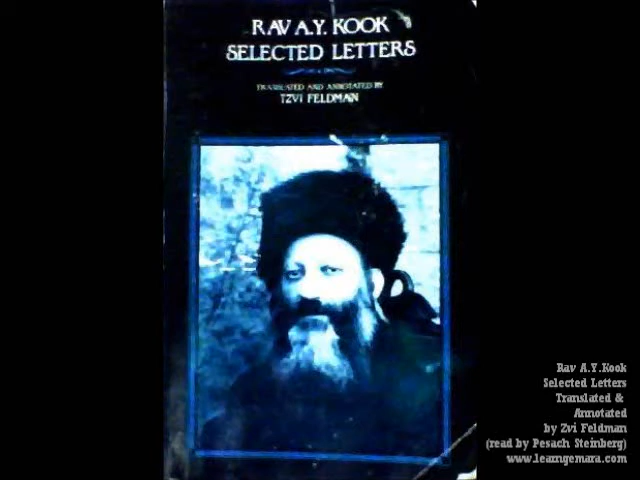 RAV A.Y. KOOK
SELECTED LETTERS
TRANSLATED AND ANNOTATED BY
TZVI FELDMAN
Rav A.Y.Kook
Selected Letters
Translated &
Annotated
by Zvi Feldman
(read by Pesach Steinberg)
www.learngemara.com